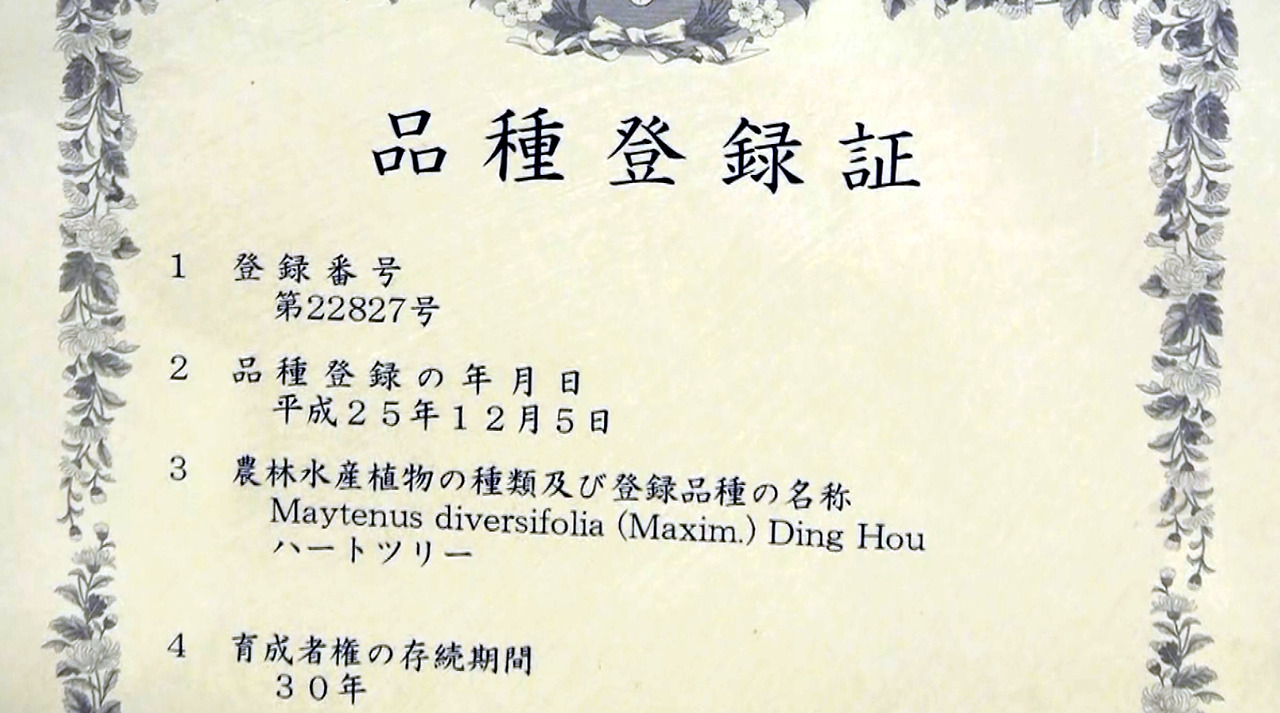 品種登録証
1 登録番号
第22827号
2 品種登録の年月日
平成25年12月5日
3 農林水産植物の種類及び登録品種の名称
Maytenus diversifolia (Maxim.) Ding Hou
ハートツリー
4 育成者権の存続期間
30年